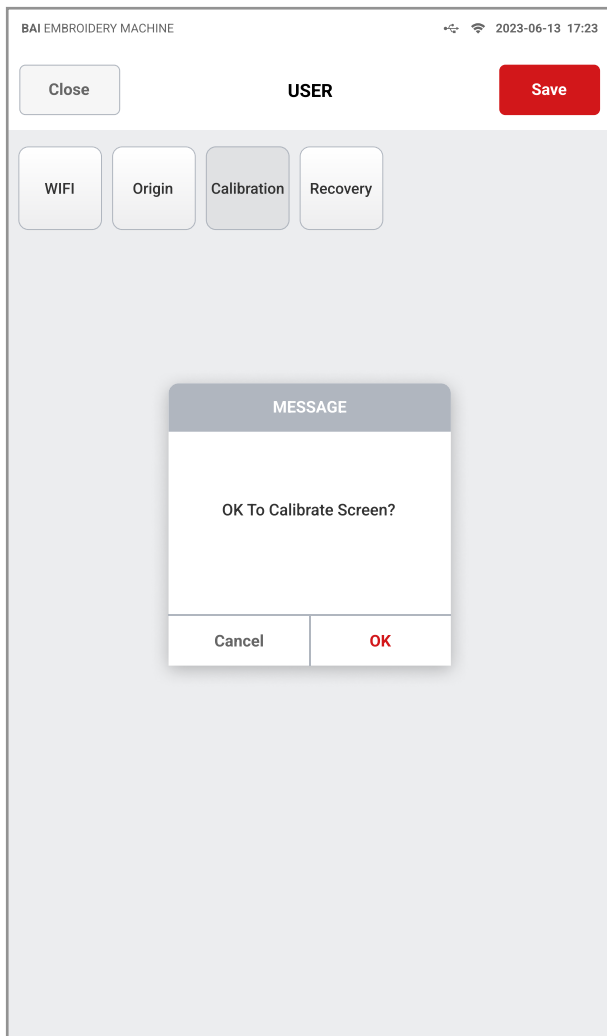 BAI EMBROIDERY MACHINE 2023-06-13 17:23
Close USER Save
WIFI Origin Calibration Recovery
MESSAGE
OK To Calibrate Screen?
Cancel OK